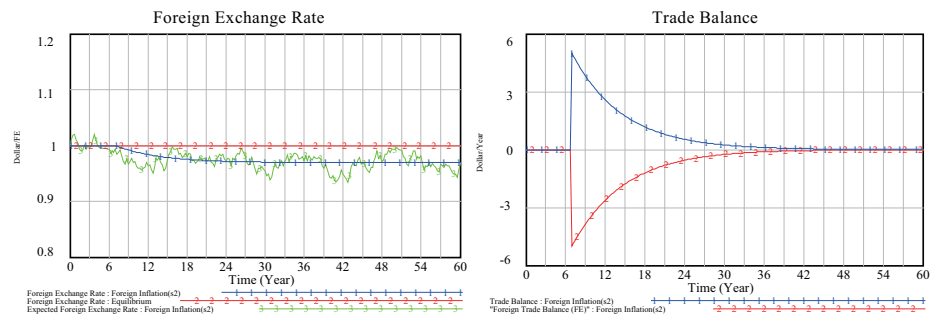 Foreign Exchange Rate
1.2
1.1
1
0.9
0.8
Dollar/FE
0 6 12 18 24 30 36 42 48 54 60
Time (Year)
Foreign Exchange Rate : Foreign Inflation(s2)
Foreign Exchange Rate : Equilibrium
Expected Foreign Exchange Rate : Foreign Inflation(s2)
Trade Balance
6
3
0
-3
-6
Dollar/Year
0 6 12 18 24 30 36 42 48 54 60
Time (Year)
Trade Balance : Foreign Inflation(s2)
"Foreign Trade Balance (FE)" : Foreign Inflation(s2)